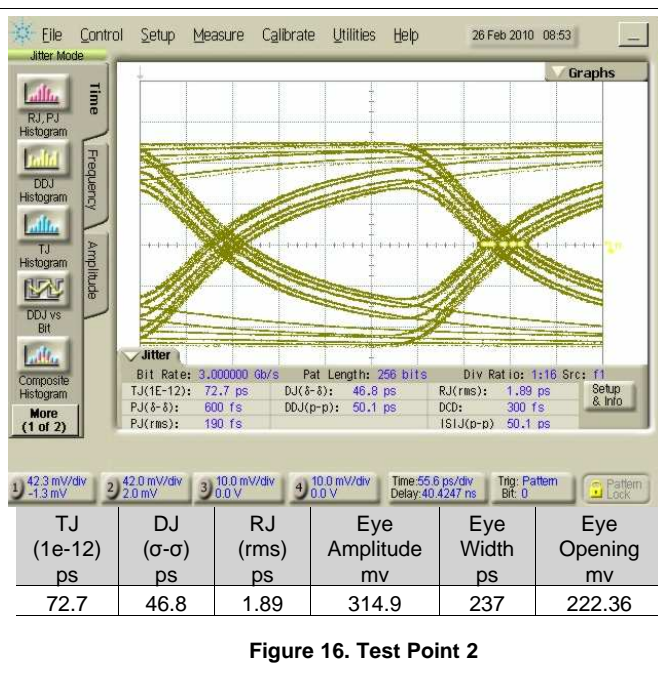 File Control Setup Measure Calibrate Utilities Help 26 Feb 2010 08:53
Jitter Mode
Graphs
Time
Frequency
Amplitude
RJ, PJ
Histogram
DDJ
Histogram
TJ
Histogram
DDJ vs
Bit
Composite
Histogram
More
(1 of 2)
Jitter
Bit Rate: 3.000000 Gb/s Pat Length: 256 bits Div Ratio: 1:16 Src: f1
TJ(1E-12): 72.7 ps DJ(δ-δ): 46.8 ps RJ(rms): 1.89 ps
PJ(δ-δ): 600 fs DDJ(p-p): 50.1 ps DCD: 300 fs
PJ(rms): 190 fs ISIJ(p-p) 50.1 ps
Setup
& Info
1) 42.3 mV/div 2) 42.0 mV/div 3) 10.0 mV/div 4) 10.0 mV/div Time:55.6 ps/div Trig: Pattern Pattern
-1.3 mV 2.0 mV 0.0 V 0.0 V Delay:40.4247 ns Bit: 0 Lock
TJ DJ RJ Eye Eye Eye
(1e-12) (σ-σ) (rms) Amplitude Width Opening
ps ps ps mv ps mv
72.7 46.8 1.89 314.9 237 222.36
Figure 16. Test Point 2